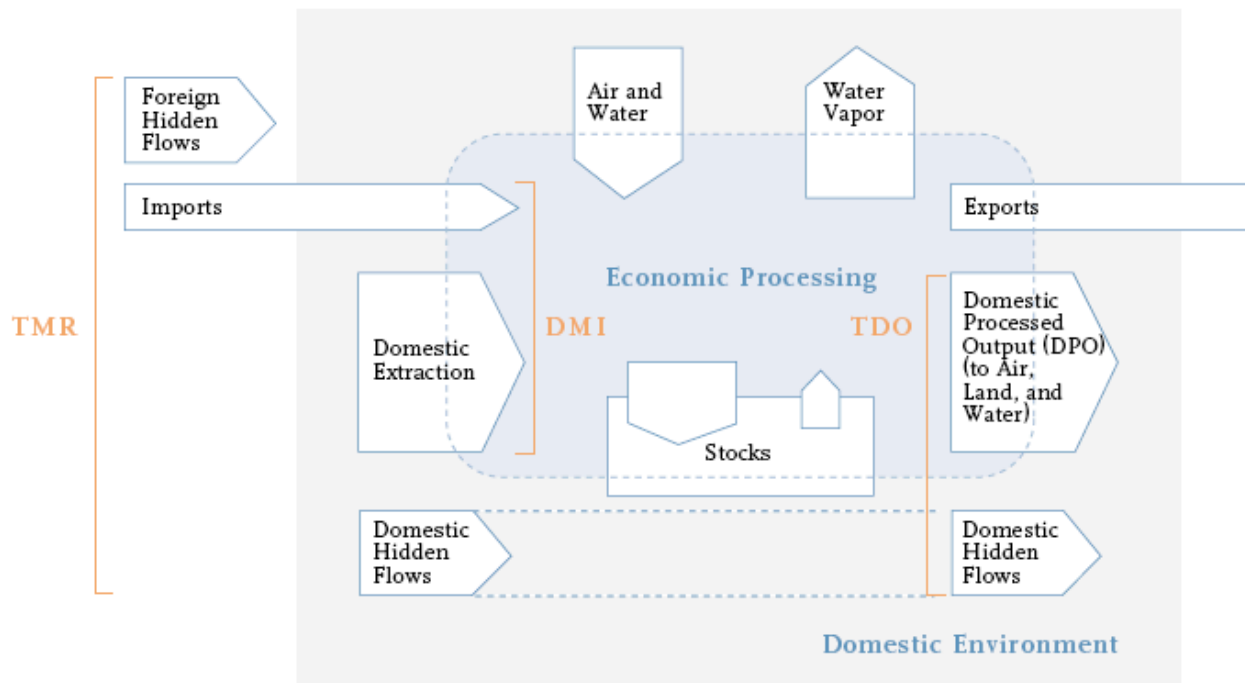 Foreign
Hidden
Flows
Air and
Water
Water
Vapor
Imports
Exports
Economic Processing
TMR
DMI
TDO
Domestic
Extraction
Domestic
Processed
Output (DPO)
(to Air,
Land, and
Water)
Stocks
Domestic
Hidden
Flows
Domestic
Hidden
Flows
Domestic Environment